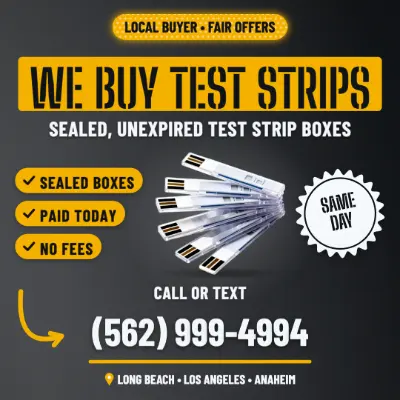 LOCAL BUYER • FAIR OFFERS
WE BUY TEST STRIPS
SEALED, UNEXPIRED TEST STRIP BOXES
SEALED BOXES
PAID TODAY
NO FEES
SAME
DAY
CALL OR TEXT
(562) 999-4994
LONG BEACH • LOS ANGELES • ANAHEIM